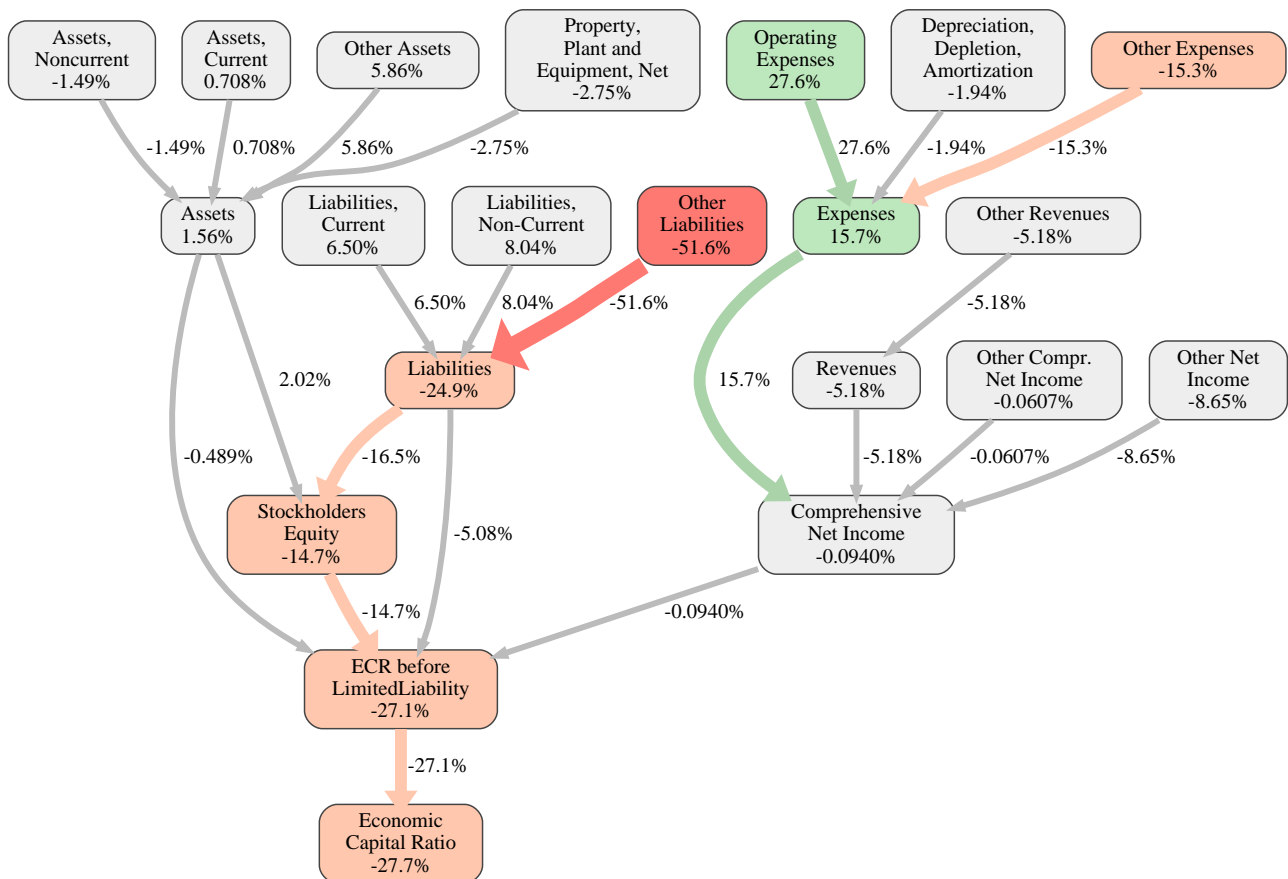 Assets,
Noncurrent
-1.49%
Assets,
Current
0.708%
Other Assets
5.86%
Property,
Plant and
Equipment, Net
-2.75%
Operating
Expenses
27.6%
Depreciation,
Depletion,
Amortization
-1.94%
Other Expenses
-15.3%
-1.49%
0.708%
5.86%
-2.75%
27.6%
-1.94%
-15.3%
Assets
1.56%
Liabilities,
Current
6.50%
Liabilities,
Non-Current
8.04%
Other
Liabilities
-51.6%
Expenses
15.7%
Other Revenues
-5.18%
6.50%
8.04%
-51.6%
-5.18%
2.02%
Liabilities
-24.9%
15.7%
Revenues
-5.18%
Other Compr.
Net Income
-0.0607%
Other Net
Income
-8.65%
-0.489%
-16.5%
-5.18%
-0.0607%
-8.65%
Stockholders
Equity
-14.7%
-5.08%
Comprehensive
Net Income
-0.0940%
-14.7%
-0.0940%
ECR before
LimitedLiability
-27.1%
-27.1%
Economic
Capital Ratio
-27.7%